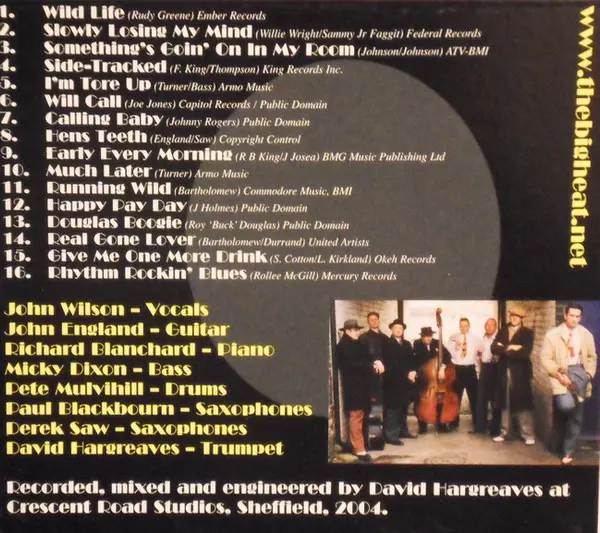 1. Wild Life (Rudy Greene) Ember Records
2. Slowly Losing My Mind (Willie Wright/Sammy Jr Faggit) Federal Records
3. Something's Goin' On In My Room (Johnson/Johnson) ATV-BMI
4. Side-Tracked (F. King/Thompson) King Records Inc.
5. I'm Tore Up (Turner/Bass) Armo Music
6. Will Call (Joe Jones) Capitol Records / Public Domain
7. Calling Baby (Johnny Rogers) Public Domain
8. Hens Teeth (England/Saw) Copyright Control
9. Early Every Morning (R B King/J Josea) BMG Music Publishing Ltd
10. Much Later (Turner) Armo Music
11. Running Wild (Bartholomew) Commodore Music, BMI
12. Happy Pay Day (J Holmes) Public Domain
13. Douglas Boogie (Roy 'Buck' Douglas) Public Domain
14. Real Gone Lover (Bartholomew/Durrand) United Artists
15. Give Me One More Drink (S. Cotton/L. Kirkland) Okeh Records
16. Rhythm Rockin' Blues (Rollee McGill) Mercury Records
www.thebigheat.net
John Wilson – Vocals
John England – Guitar
Richard Blanchard – Piano
Micky Dixon – Bass
Pete Mulvihill – Drums
Paul Blackbourn – Saxophones
Derek Saw – Saxophones
David Hargreaves – Trumpet
Recorded, mixed and engineered by David Hargreaves at
Crescent Road Studios, Sheffield, 2004.